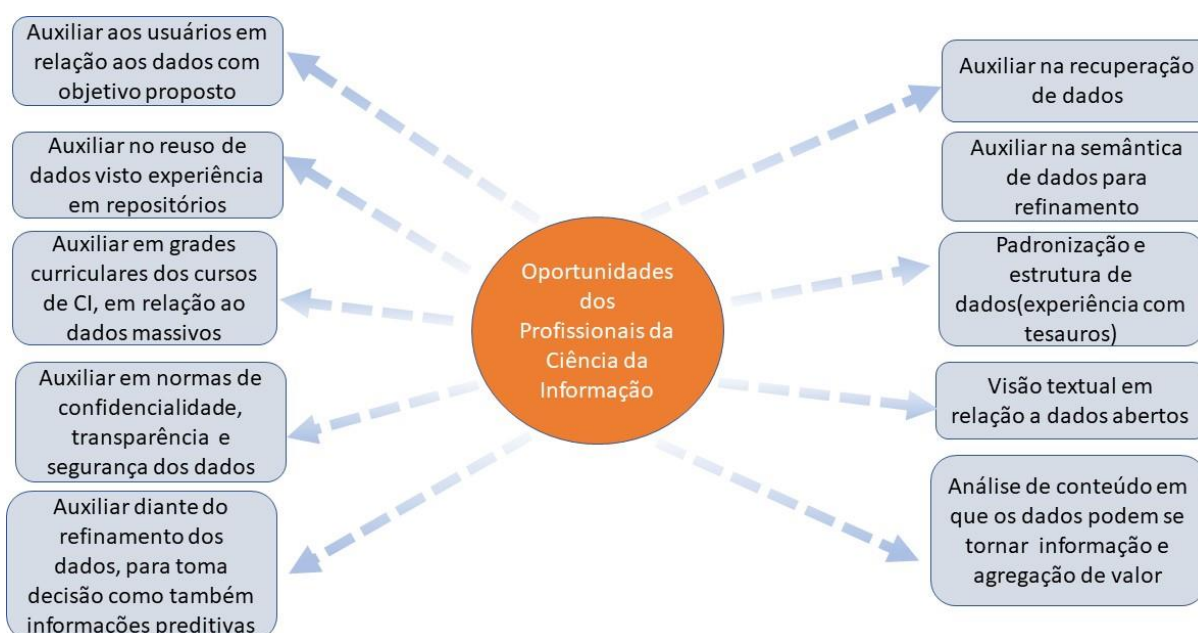 Auxiliar aos usuários em
relação aos dados com
objetivo proposto
Auxiliar no reuso de
dados visto experiência
em repositórios
Auxiliar em grades
curriculares dos cursos
de CI, em relação ao
dados massivos
Auxiliar em normas de
confidencialidade,
transparência e
segurança dos dados
Auxiliar diante do
refinamento dos
dados, para toma
decisão como também
informações preditivas
Oportunidades
dos
Profissionais da
Ciência da
Informação
Auxiliar na recuperação
de dados
Auxiliar na semântica
de dados para
refinamento
Padronização e
estrutura de
dados(experiência com
tesauros)
Visão textual em
relação a dados abertos
Análise de conteúdo em
que os dados podem se
tornar informação e
agregação de valor